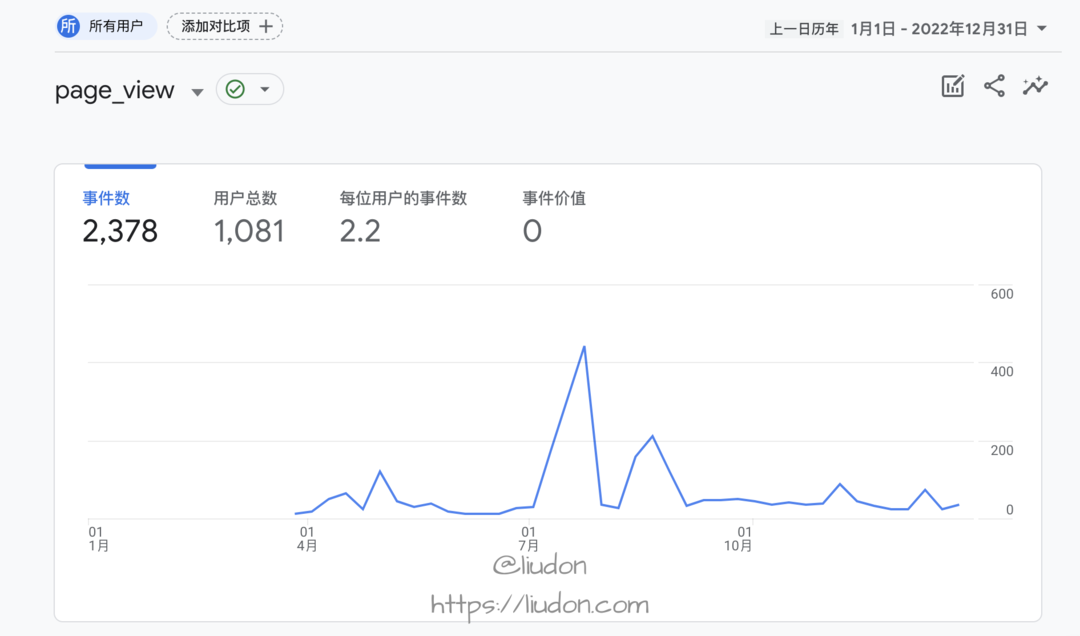 所 所有用户 添加对比项 上一日历年 1月1日 - 2022年12月31日
page_view
事件数 用户总数 每位用户的事件数 事件价值
2,378 1,081 2.2 0
600
400
200
0
01 01 01 01
1月 4月 7月 10月
@liudon
https://liudon.com